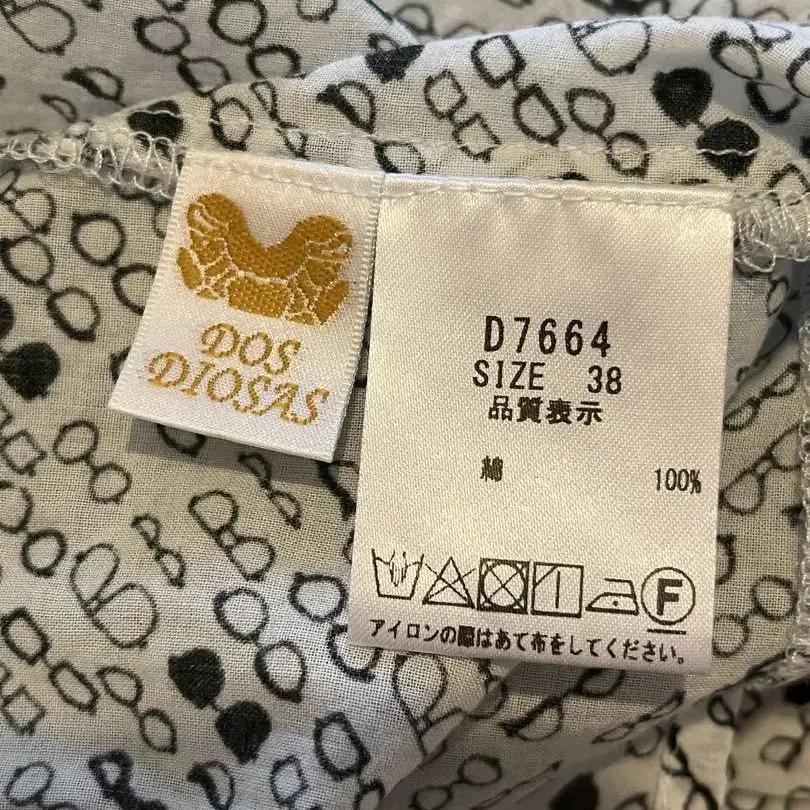 DOS
DIOSAS
D7664
SIZE 38
品質表示
綿 100%
F
アイロンの際はあて布をしてください。